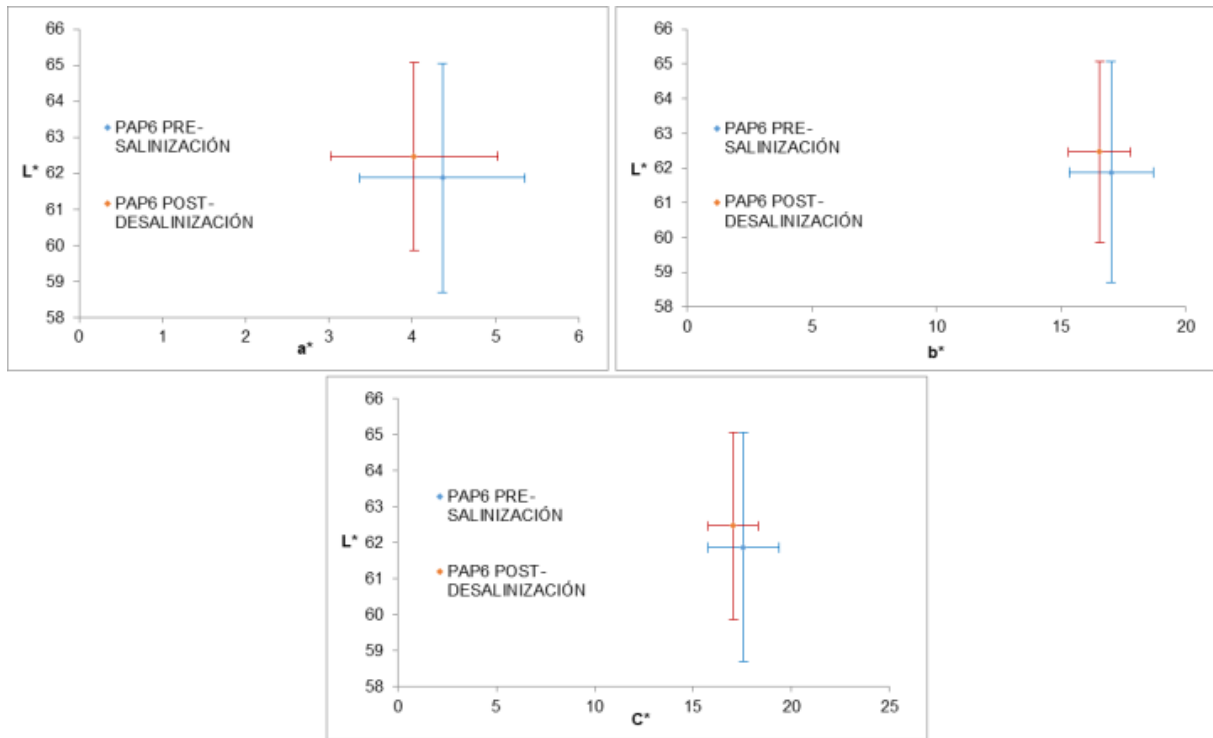 66
65
64
63
62
61
60
59
58
L*
PAP6 PRE-
SALINIZACIÓN
PAP6 POST-
DESALINIZACIÓN
0 1 2 3 4 5 6
a*
66
65
64
63
62
61
60
59
58
L*
PAP6 PRE-
SALINIZACIÓN
PAP6 POST-
DESALINIZACIÓN
0 5 10 15 20
b*
66
65
64
63
62
61
60
59
58
L*
PAP6 PRE-
SALINIZACIÓN
PAP6 POST-
DESALINIZACIÓN
0 5 10 15 20 25
C*